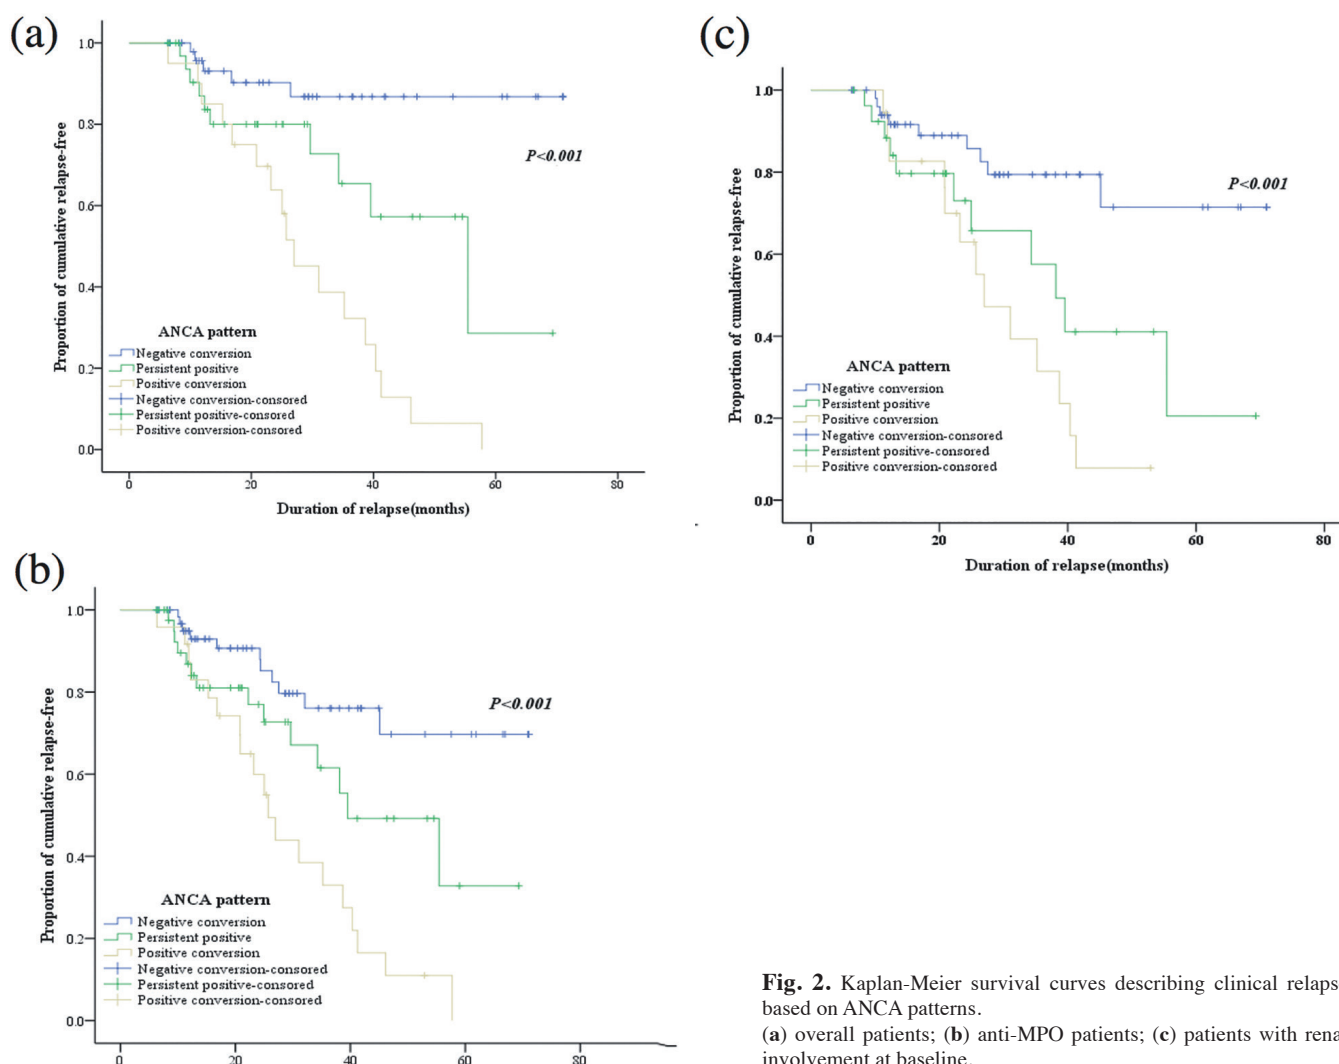 (a)
1.0
0.8
0.6
0.4
0.2
0.0
Proportion of cumulative relapse-free
P<0.001
ANCA pattern
Negative conversion
Persistent positive
Positive conversion
Negative conversion-consored
Persistent positive-consored
Positive conversion-consored
0 20 40 60 80
Duration of relapse(months)
(b)
1.0
0.8
0.6
0.4
0.2
0.0
Proportion of cumulative relapse-free
P<0.001
ANCA pattern
Negative conversion
Persistent positive
Positive conversion
Negative conversion-consored
Persistent positive-consored
Positive conversion-consored
0 20 40 60 80
(c)
1.0
0.8
0.6
0.4
0.2
0.0
Proportion of cumulative relapse-free
P<0.001
ANCA pattern
Negative conversion
Persistent positive
Positive conversion
Negative conversion-consored
Persistent positive-consored
Positive conversion-consored
0 20 40 60 80
Duration of relapse(months)
Fig. 2. Kaplan-Meier survival curves describing clinical relaps
based on ANCA patterns.
(a) overall patients; (b) anti-MPO patients; (c) patients with rena
involvement at baseline.